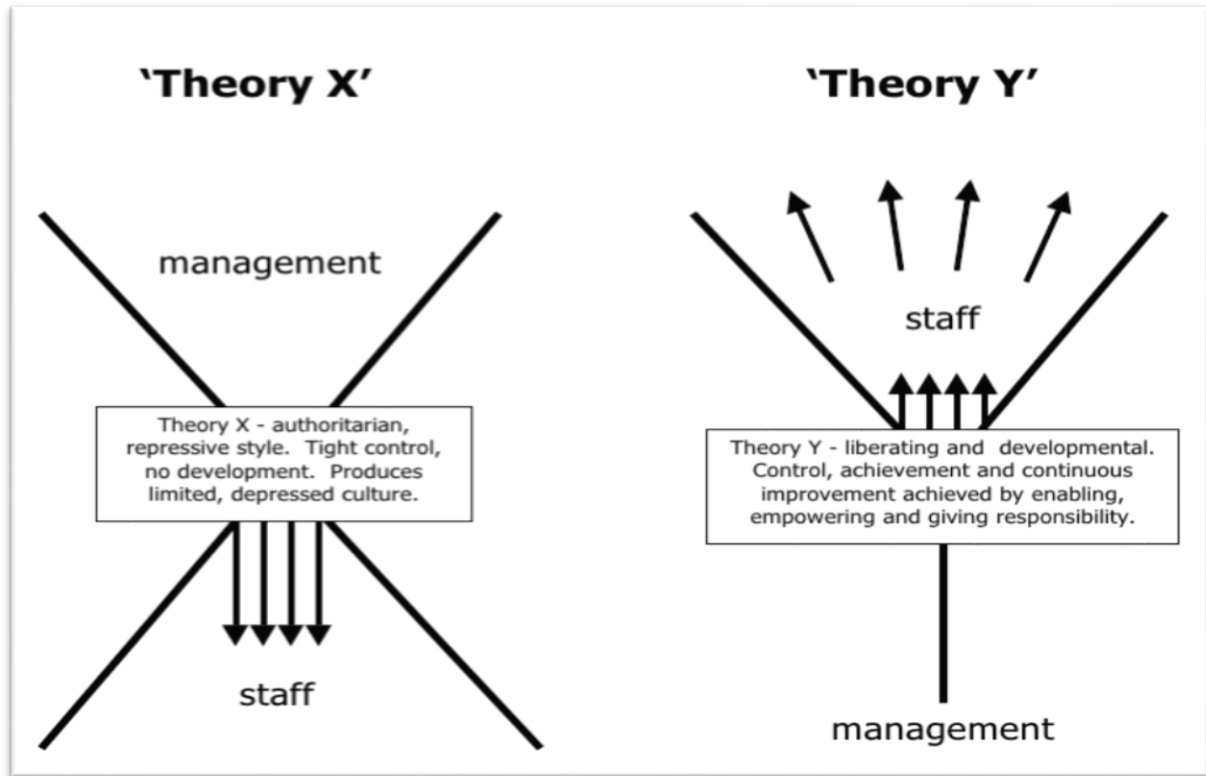 ‘Theory X’
management
Theory X - authoritarian,
repressive style. Tight control,
no development. Produces
limited, depressed culture.
staff
‘Theory Y’
staff
Theory Y - liberating and developmental.
Control, achievement and continuous
improvement achieved by enabling,
empowering and giving responsibility.
management